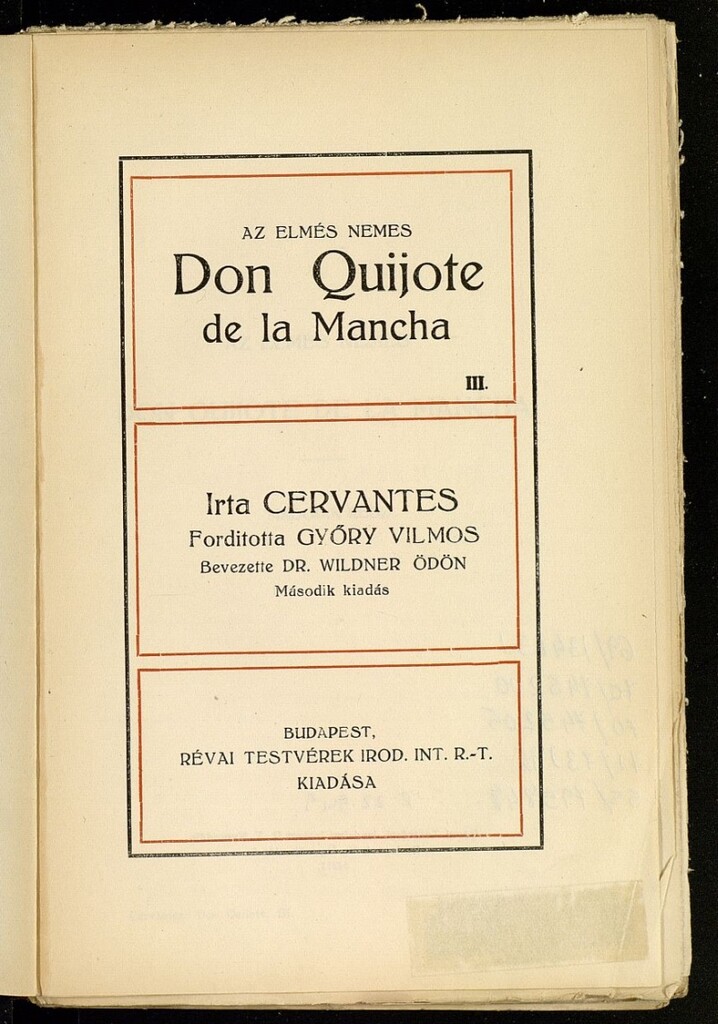 AZ ELMÉS NEMES
Don Quijote
de la Mancha
III.
Irta CERVANTES
Forditotta GYŐRY VILMOS
Bevezette DR. WILDNER ÖDÖN
Második kiadás
BUDAPEST,
RÉVAI TESTVÉREK IROD. INT. R.-T.
KIADÁSA